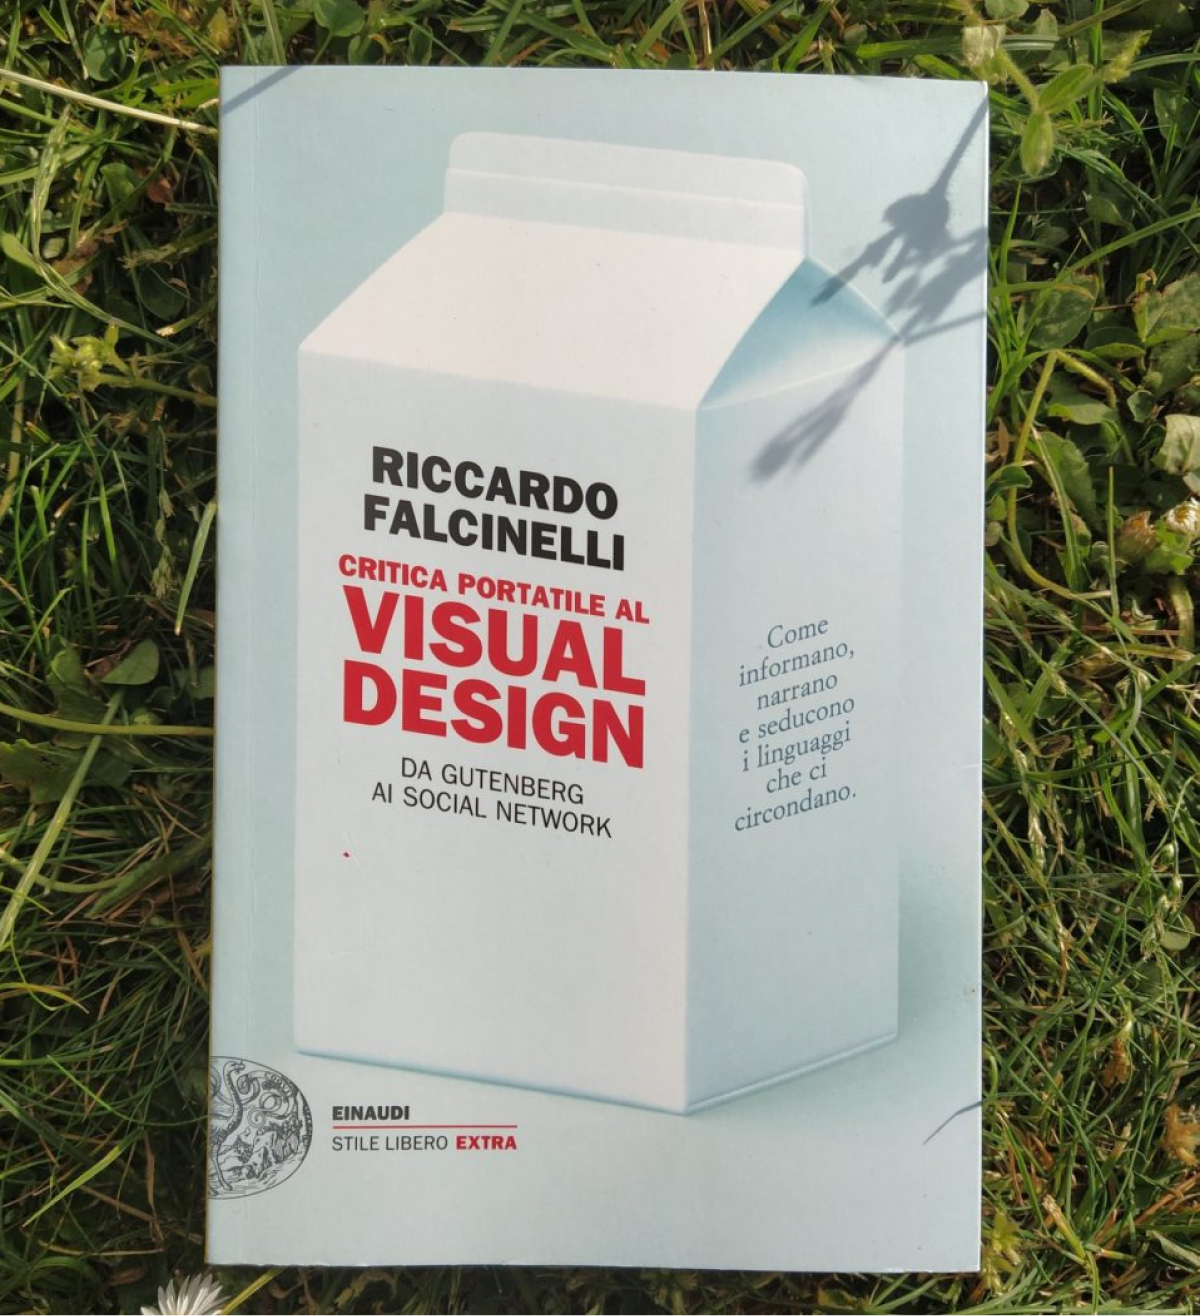 RICCARDO
FALCINELLI
CRITICA PORTATILE AL
VISUAL
DESIGN
DA GUTENBERG
AI SOCIAL NETWORK
Come
informano,
narrano
e seducono
i linguaggi
che ci
circondano.
EINAUDI
STILE LIBERO EXTRA